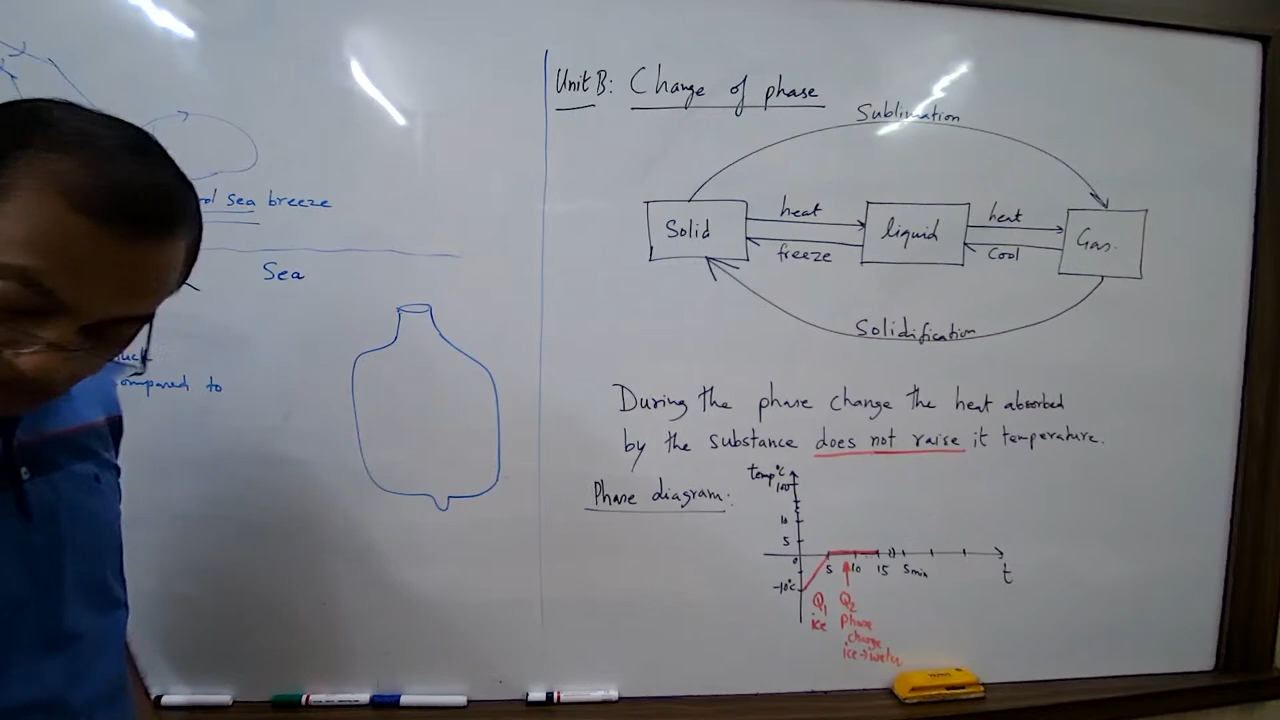 sea breeze
Sea
compared to
Unit B: Change of phase
Sublimation
Solid
heat
freeze
liquid
heat
Cool
Gas.
Solidification
During the phase change the heat absorbed
by the substance does not raise it temperature.
Phase diagram:
temp °C
100
10
5
0
-10°C
5 10 15 5min
t
Q1
ice
Q2
Phase
change
ice→water